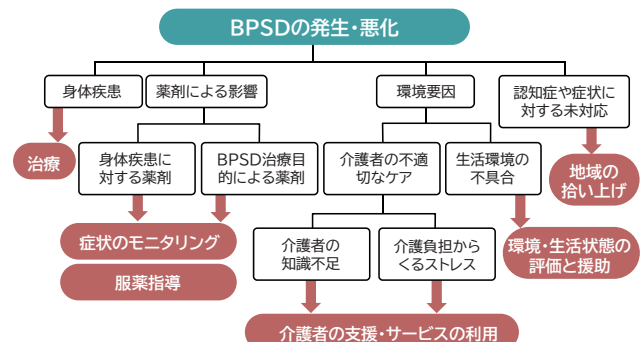 BPSDの発生・悪化
身体疾患
薬剤による影響
環境要因
認知症や症状に
対する未対応
治療
身体疾患に
対する薬剤
BPSD治療目
的による薬剤
介護者の不適
切なケア
生活環境の
不具合
地域の
拾い上げ
症状のモニタリング
服薬指導
介護者の
知識不足
介護負担から
くるストレス
環境・生活状態の
評価と援助
介護者の支援・サービスの利用